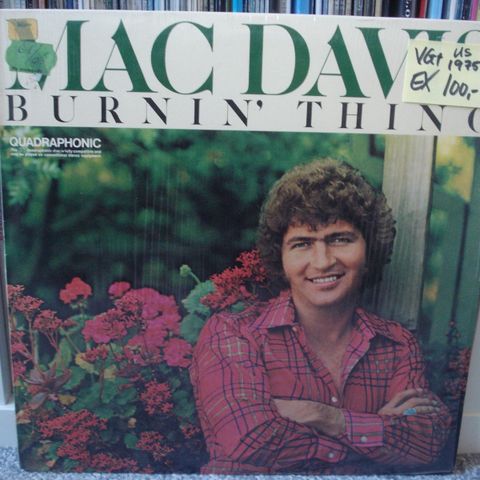 MAC DAVIS
BURNIN' THING
VG+ US
1975
EX 100,-
QUADRAPHONIC